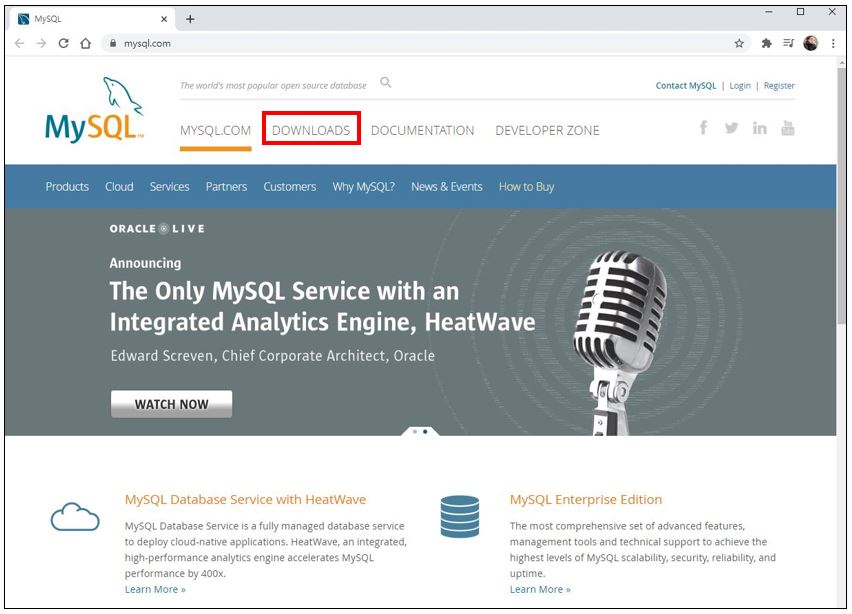 MySQL
mysql.com
The world's most popular open source database
Contact MySQL | Login | Register
MySQL
MYSQL.COM DOWNLOADS DOCUMENTATION DEVELOPER ZONE
Products Cloud Services Partners Customers Why MySQL? News & Events How to Buy
ORACLE LIVE
Announcing
The Only MySQL Service with an
Integrated Analytics Engine, HeatWave
Edward Screven, Chief Corporate Architect, Oracle
WATCH NOW
MySQL Database Service with HeatWave
MySQL Database Service is a fully managed database service
to deploy cloud-native applications. HeatWave, an integrated,
high-performance analytics engine accelerates MySQL
performance by 400x.
Learn More »
MySQL Enterprise Edition
The most comprehensive set of advanced features,
management tools and technical support to achieve the
highest levels of MySQL scalability, security, reliability, and
uptime.
Learn More »